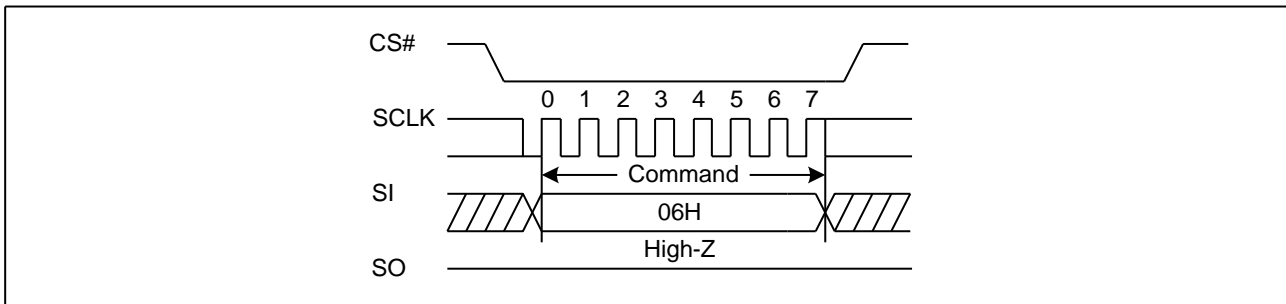 CS#
0 1 2 3 4 5 6 7
SCLK
Command
SI
06H
High-Z
SO